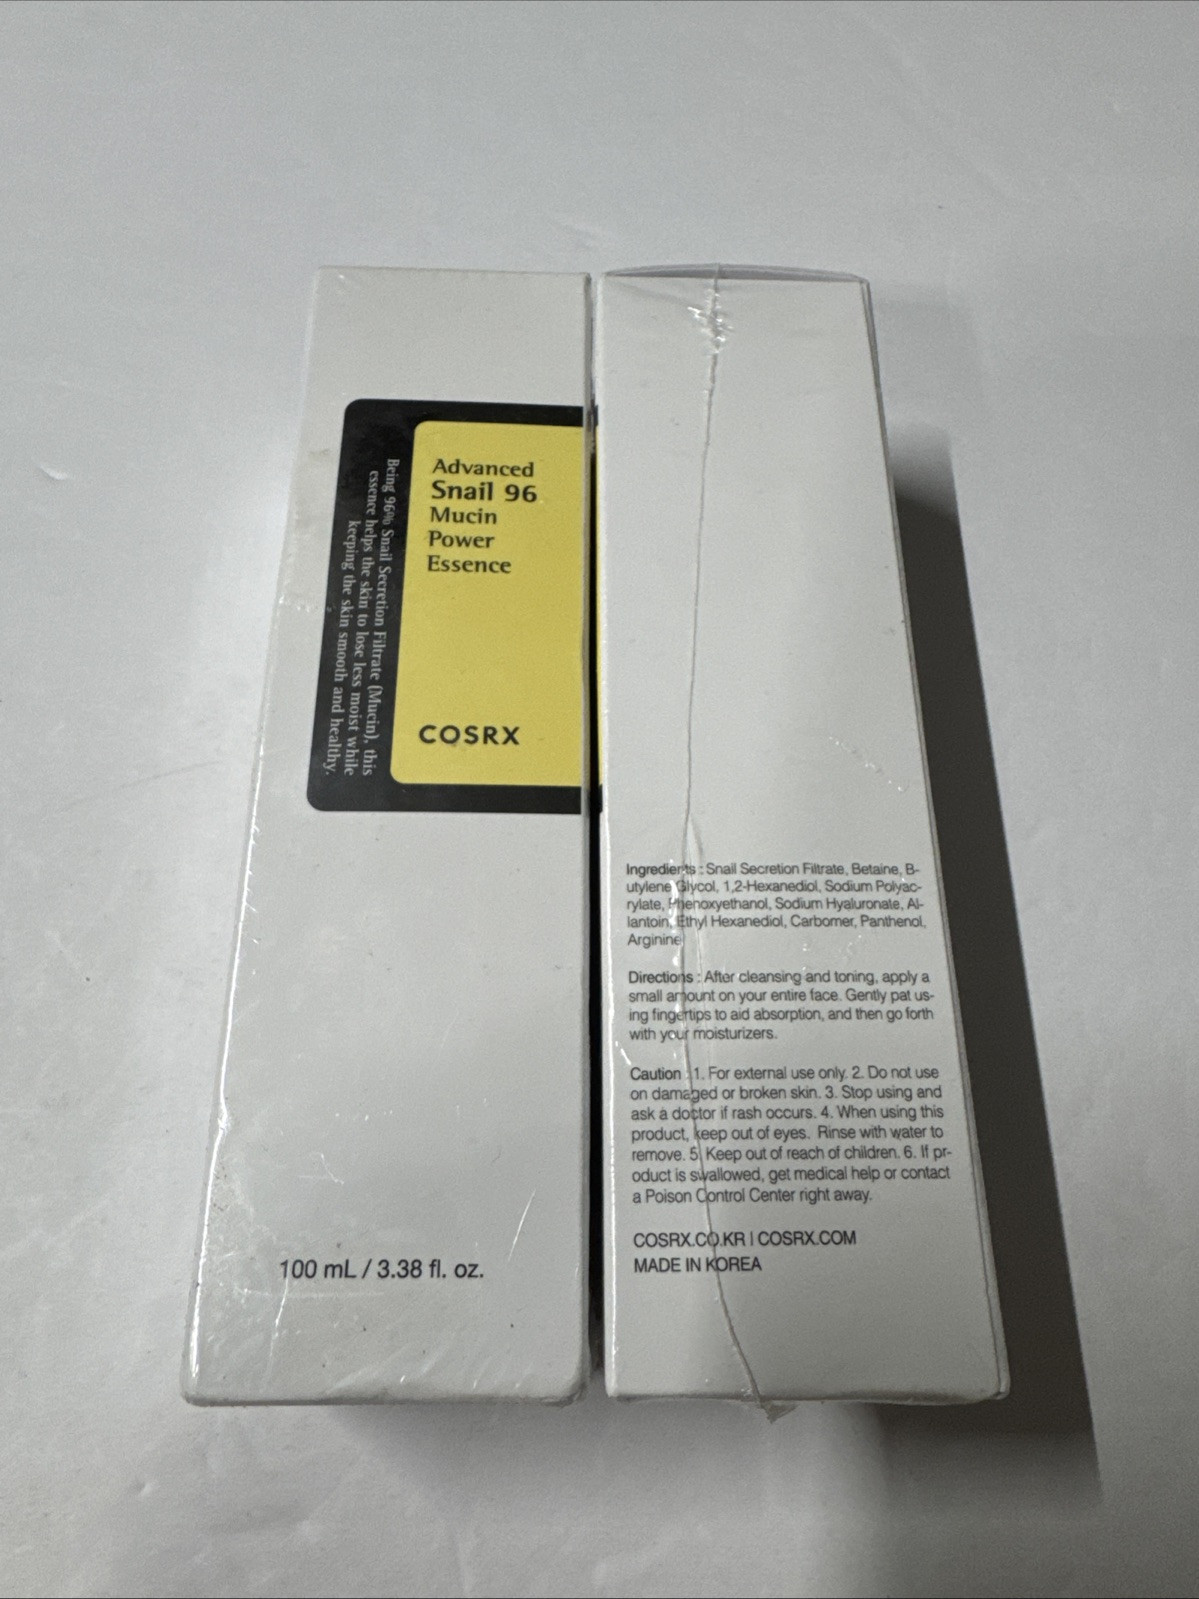 Advanced
Snail 96
Mucin
Power
Essence
COSRX
Being 96% Snail Secretion Filtrate (Mucin), this
essence helps the skin to lose less moist while
keeping the skin smooth and healthy.
100 mL / 3.38 fl. oz.
Ingredients : Snail Secretion Filtrate, Betaine, B-
utylene Glycol, 1,2-Hexanediol, Sodium Polyac-
rylate, Phenoxyethanol, Sodium Hyaluronate, Al-
lantoin, Ethyl Hexanediol, Carbomer, Panthenol,
Arginine
Directions : After cleansing and toning, apply a
small amount on your entire face. Gently pat us-
ing fingertips to aid absorption, and then go forth
with your moisturizers.
Caution : 1. For external use only. 2. Do not use
on damaged or broken skin. 3. Stop using and
ask a doctor if rash occurs. 4. When using this
product, keep out of eyes. Rinse with water to
remove. 5. Keep out of reach of children. 6. If pr-
oduct is swallowed, get medical help or contact
a Poison Control Center right away.
COSRX.CO.KR | COSRX.COM
MADE IN KOREA